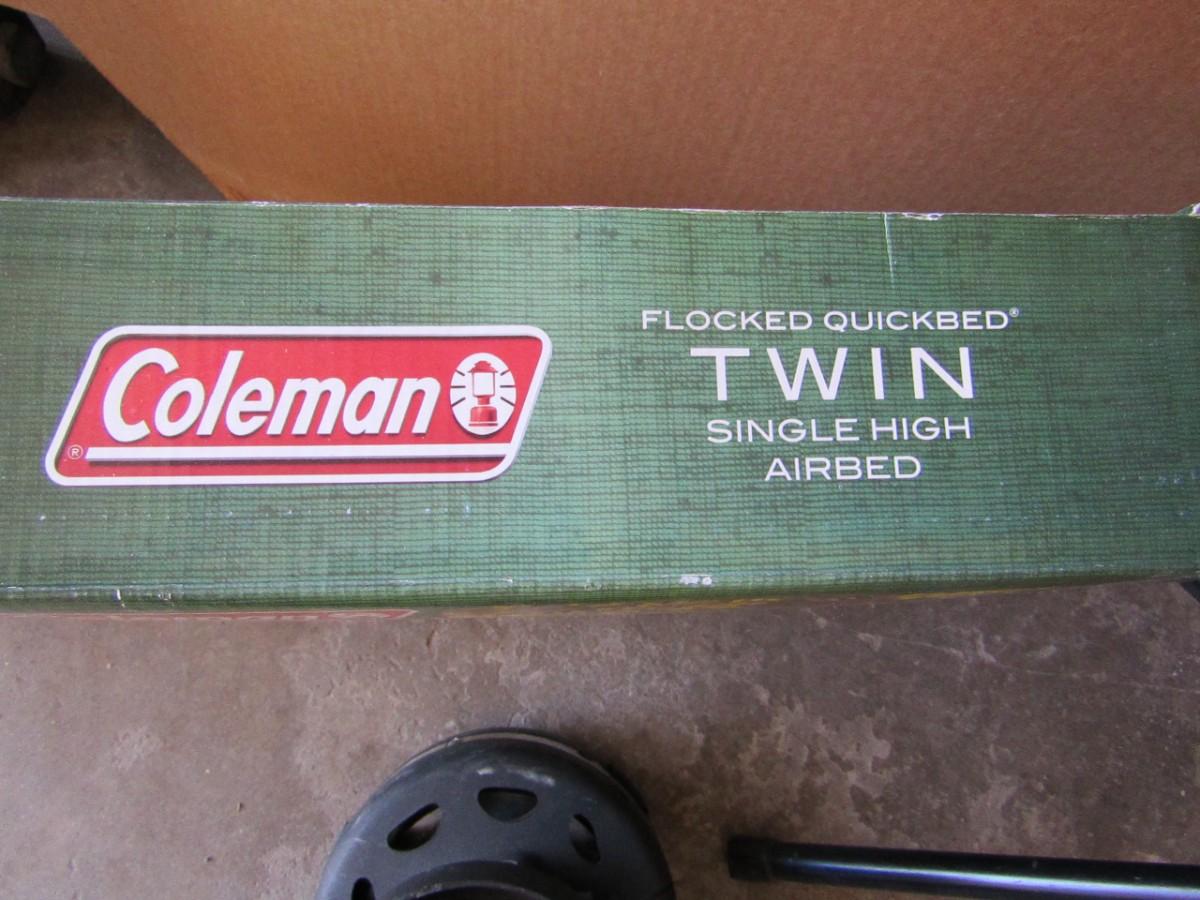 Coleman
®
FLOCKED QUICKBED®
TWIN
SINGLE HIGH
AIRBED